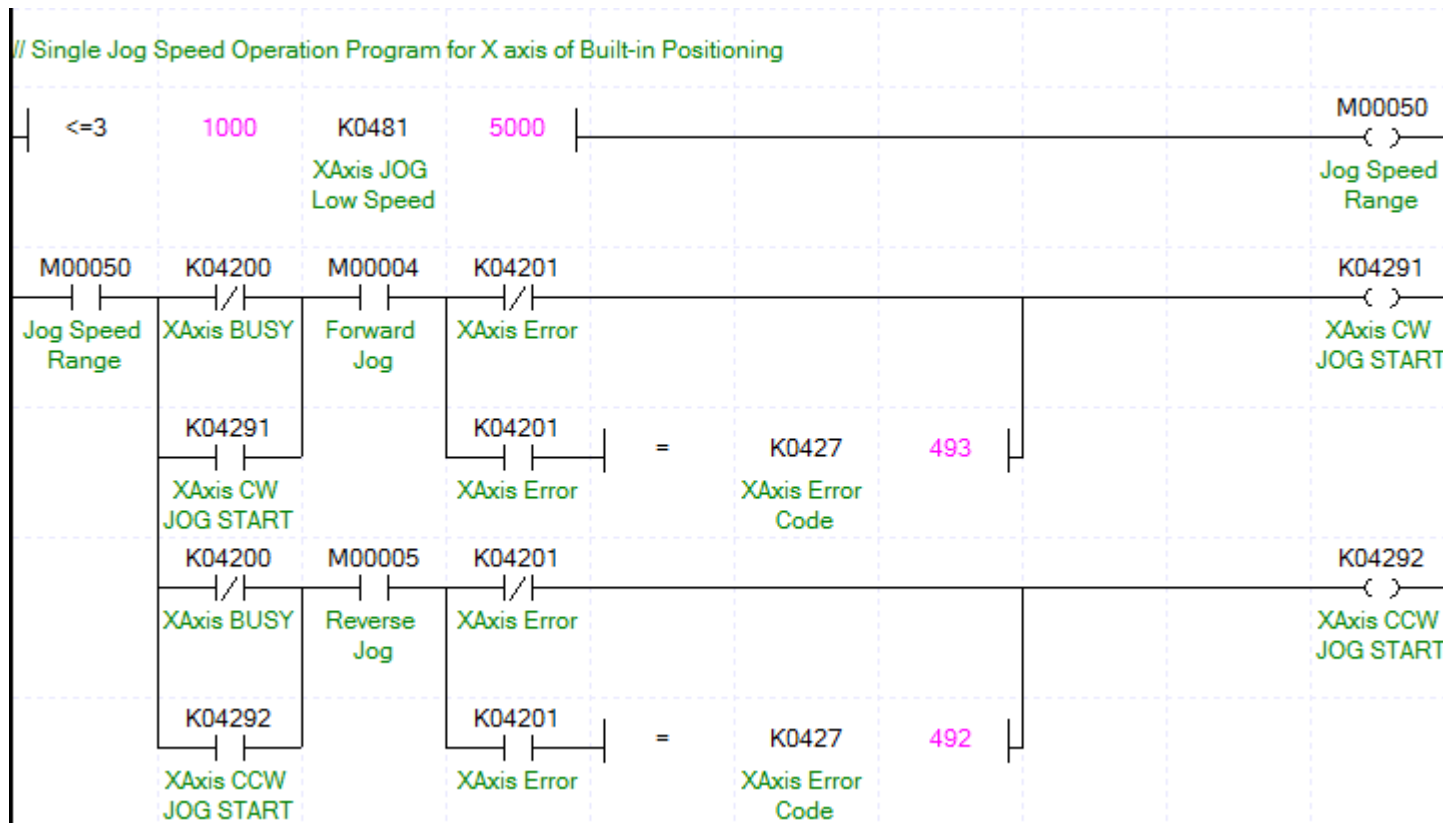 // Single Jog Speed Operation Program for X axis of Built-in Positioning
<=3 1000 K0481 5000 M00050
XAxis JOG Low Speed Jog Speed Range
M00050 K04200 M00004 K04201 K04291
Jog Speed Range XAxis BUSY Forward Jog XAxis Error XAxis CW JOG START
K04291 K04201 = K0427 493
XAxis CW JOG START XAxis Error XAxis Error Code
K04200 M00005 K04201 K04292
XAxis BUSY Reverse Jog XAxis Error XAxis CCW JOG START
K04292 K04201 = K0427 492
XAxis CCW JOG START XAxis Error XAxis Error Code